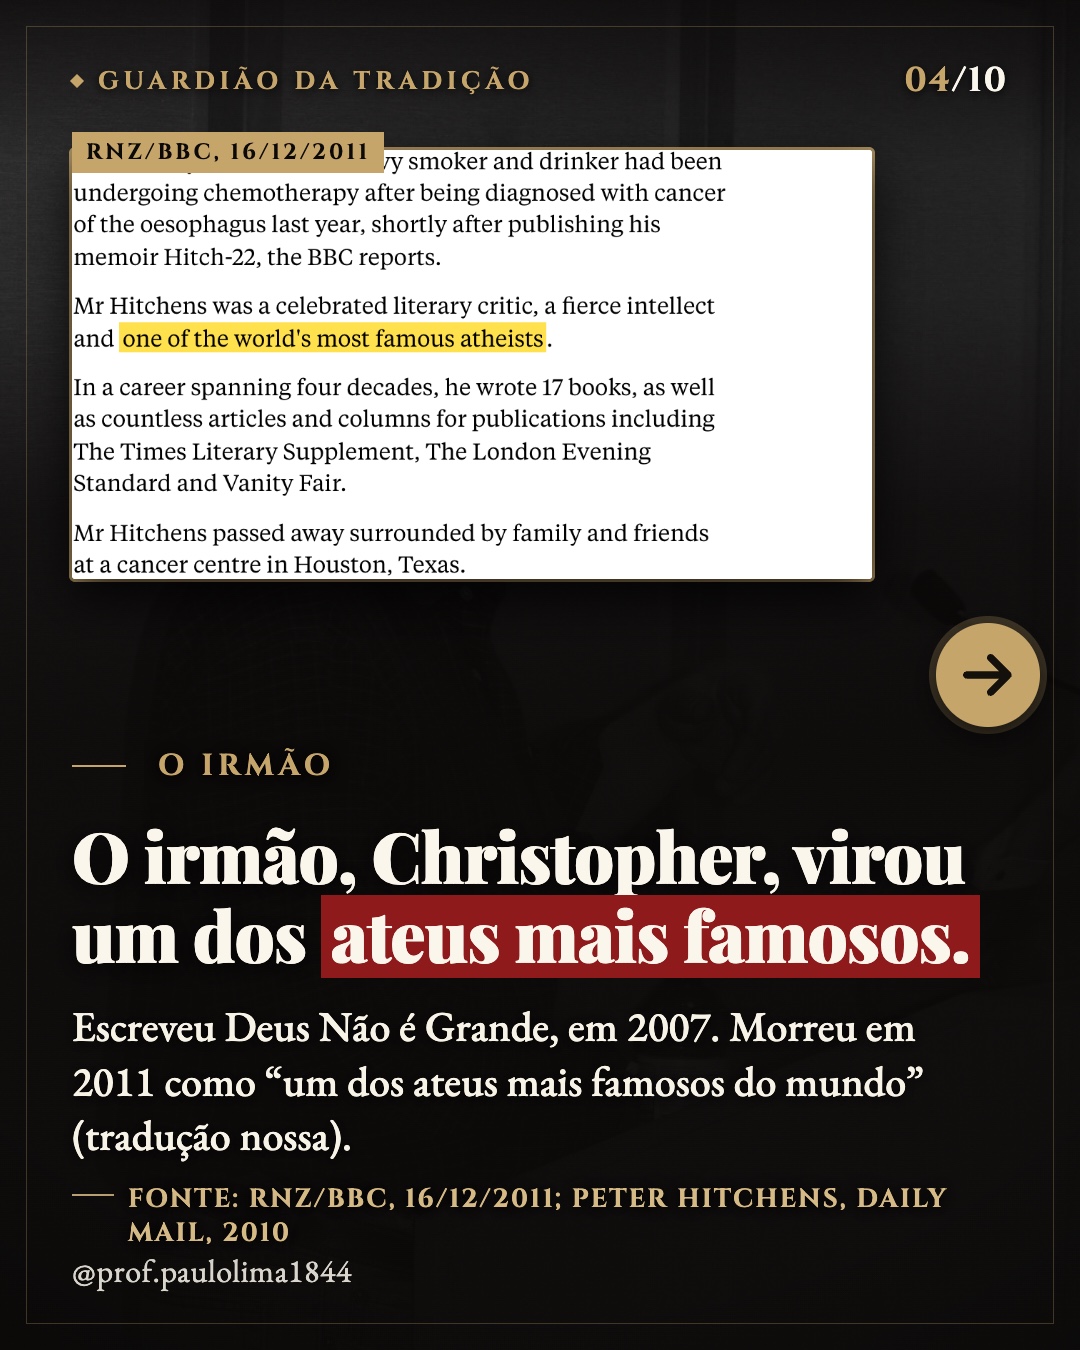 GUARDIÃO DA TRADIÇÃO
04/10
RNZ/BBC, 16/12/2011
smoker and drinker had been
undergoing chemotherapy after being diagnosed with cancer
of the oesophagus last year, shortly after publishing his
memoir Hitch-22, the BBC reports.
Mr Hitchens was a celebrated literary critic, a fierce intellect
and one of the world's most famous atheists.
In a career spanning four decades, he wrote 17 books, as well
as countless articles and columns for publications including
The Times Literary Supplement, The London Evening
Standard and Vanity Fair.
Mr Hitchens passed away surrounded by family and friends
at a cancer centre in Houston, Texas.
O IRMÃO
O irmão, Christopher, virou
um dos ateus mais famosos.
Escreveu Deus Não é Grande, em 2007. Morreu em
2011 como “um dos ateus mais famosos do mundo”
(tradução nossa).
FONTE: RNZ/BBC, 16/12/2011; PETER HITCHENS, DAILY
MAIL, 2010
@prof.paulolima1844